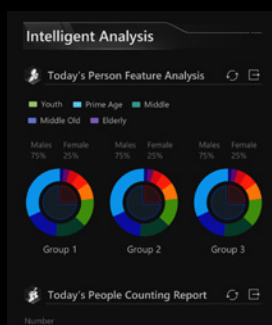 Intelligent Analysis
Today's Person Feature Analysis
Youth Prime Age Middle
Middle Old Elderly
Males Female Males Female Males Female
75% 25% 75% 25% 75% 25%
Group 1 Group 2 Group 3
Today's People Counting Report
Number